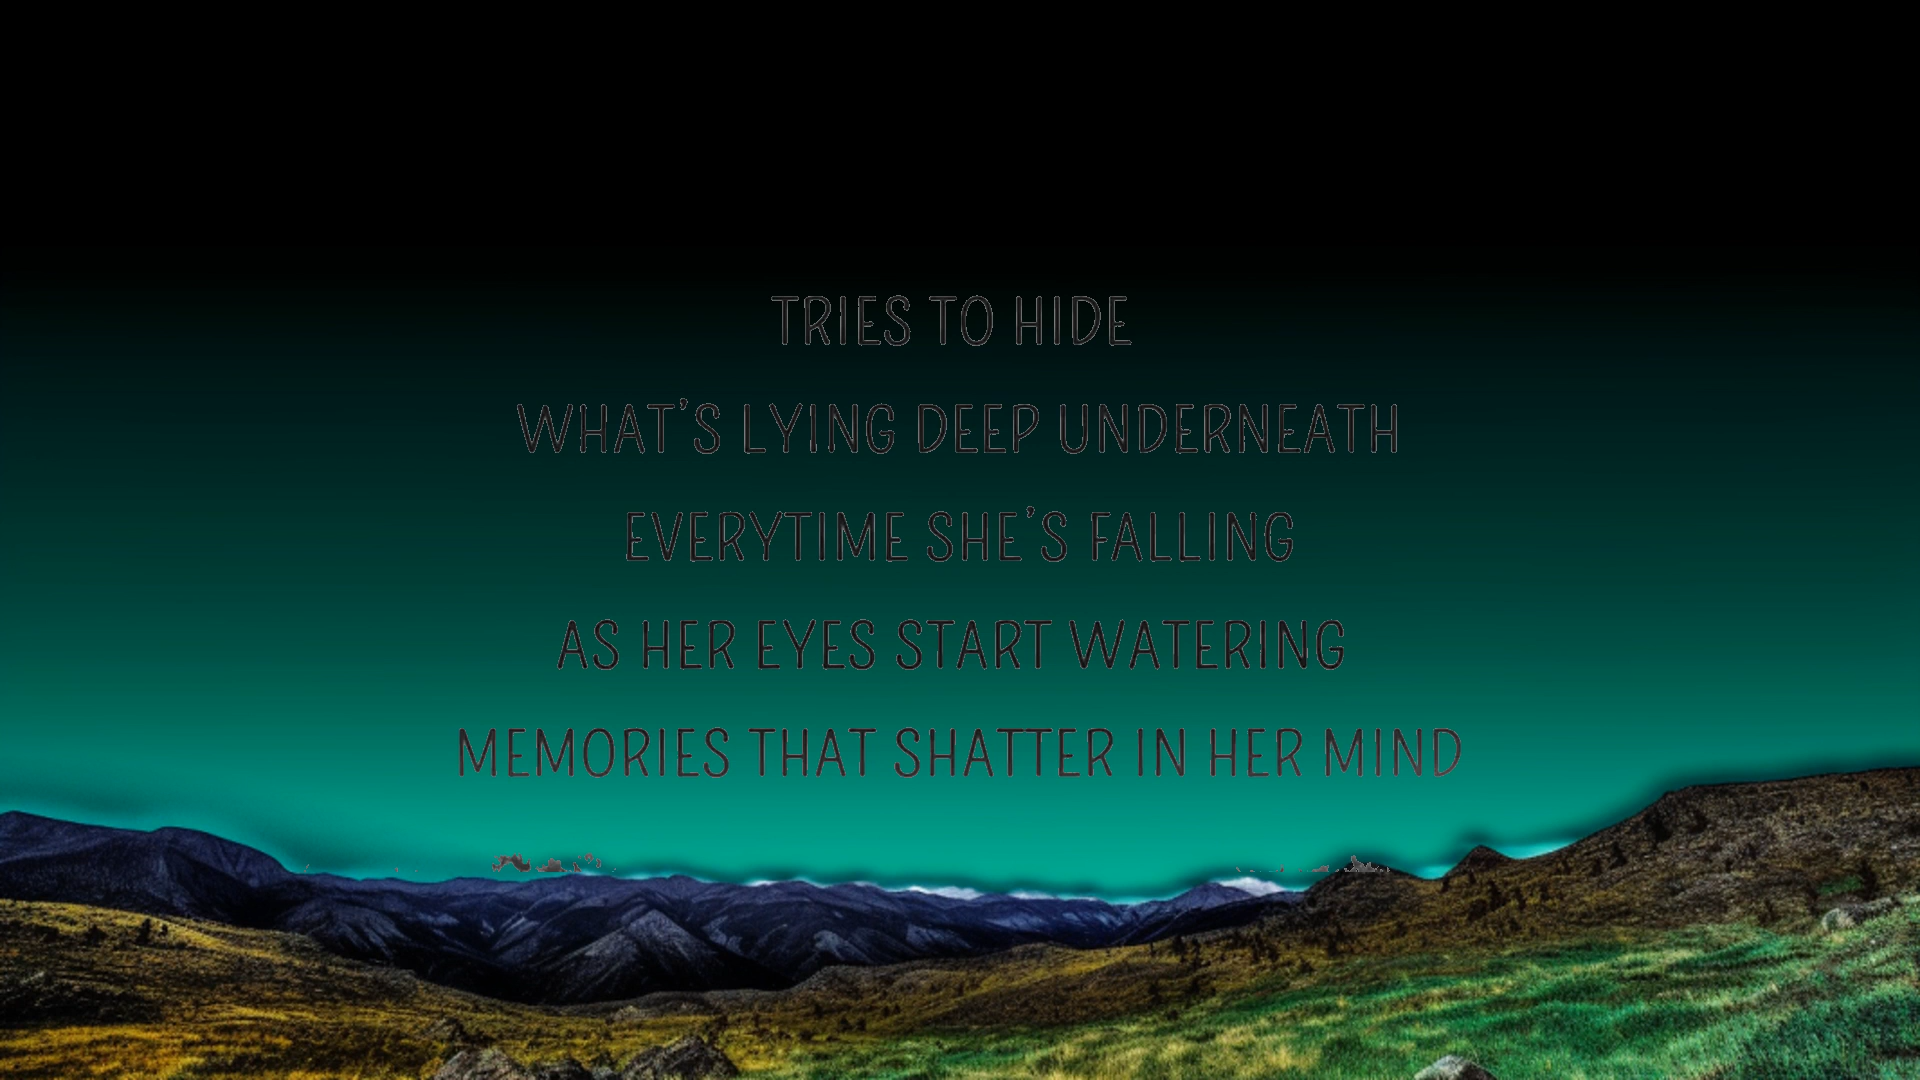 TRIES TO HIDE
WHAT'S LYING DEEP UNDERNEATH
EVERYTIME SHE'S FALLING
AS HER EYES START WATERING
MEMORIES THAT SHATTER IN HER MIND